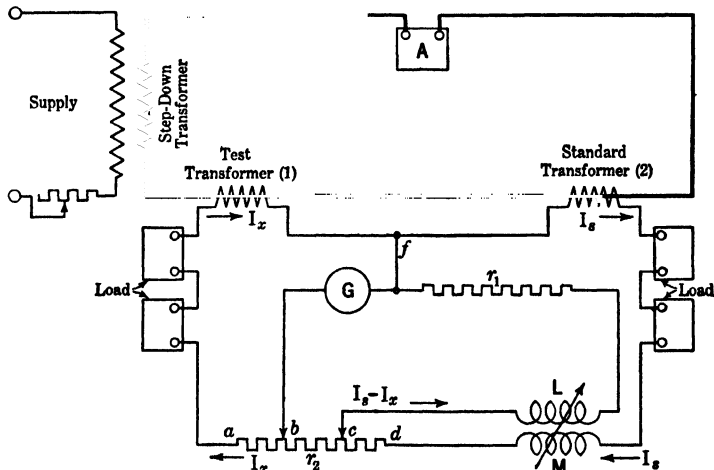 A
Supply
Step-Down
Transformer
Test
Transformer (1)
Standard
Transformer (2)
Iₓ
Iₛ
f
Load
G
r₁
Load
Iₛ-Iₓ
L
a
b
c
d
r₂
M
Iₓ
Iₛ